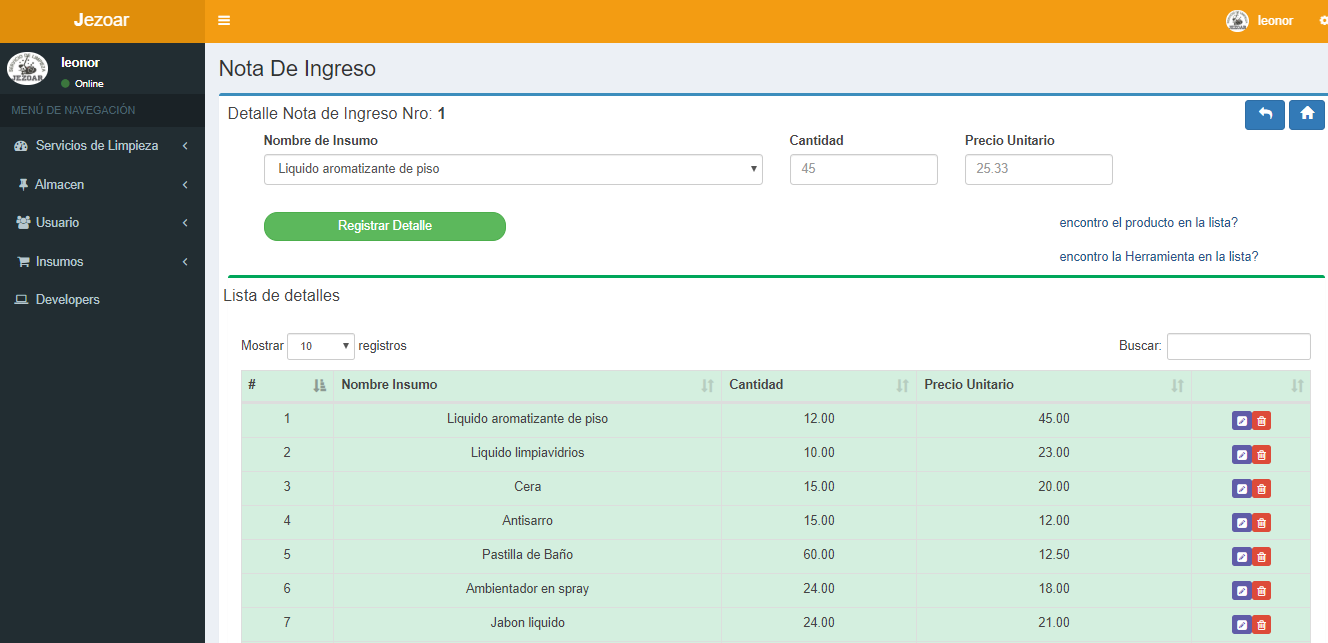 Jezoar
leonor
leonor
Online
MENÚ DE NAVEGACIÓN
Servicios de Limpieza
Almacen
Usuario
Insumos
Developers
Nota De Ingreso
Detalle Nota de Ingreso Nro: 1
Nombre de Insumo Cantidad Precio Unitario
Liquido aromatizante de piso 45 25.33
Registrar Detalle
encontro el producto en la lista?
encontro la Herramienta en la lista?
Lista de detalles
Mostrar 10 registros Buscar:
# Nombre Insumo Cantidad Precio Unitario
1 Liquido aromatizante de piso 12.00 45.00
2 Liquido limpiavidrios 10.00 23.00
3 Cera 15.00 20.00
4 Antisarro 15.00 12.00
5 Pastilla de Baño 60.00 12.50
6 Ambientador en spray 24.00 18.00
7 Jabon liquido 24.00 21.00